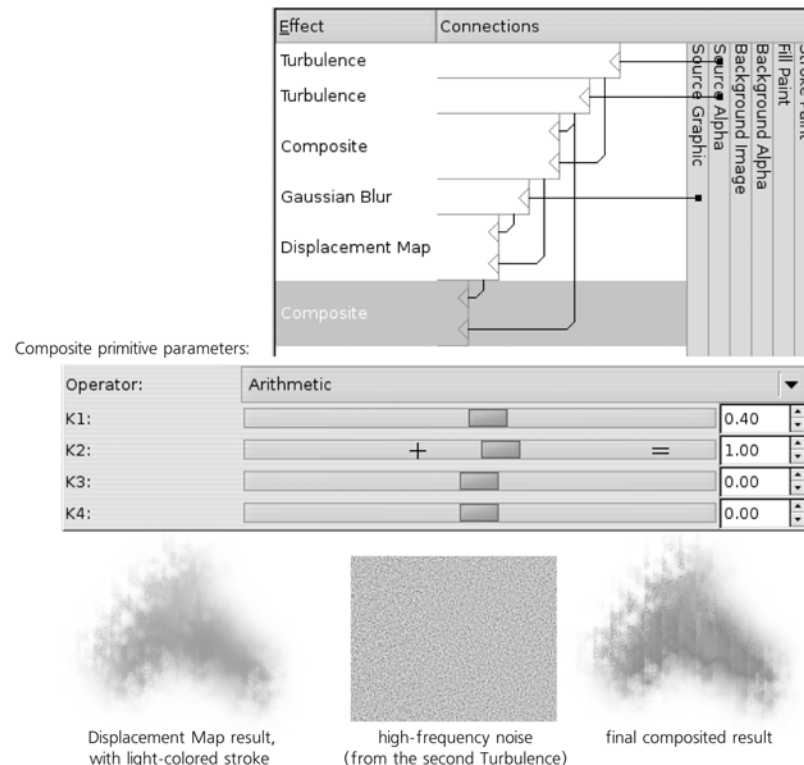 Effect Connections
Turbulence
Turbulence
Composite
Gaussian Blur
Displacement Map
Composite
Source Graphic
Source Alpha
Background Image
Background Alpha
Fill Paint
Stroke Paint
Composite primitive parameters:
Operator: Arithmetic
K1: 0.40
K2: + = 1.00
K3: 0.00
K4: 0.00
Displacement Map result,
with light-colored stroke
high-frequency noise
(from the second Turbulence)
final composited result